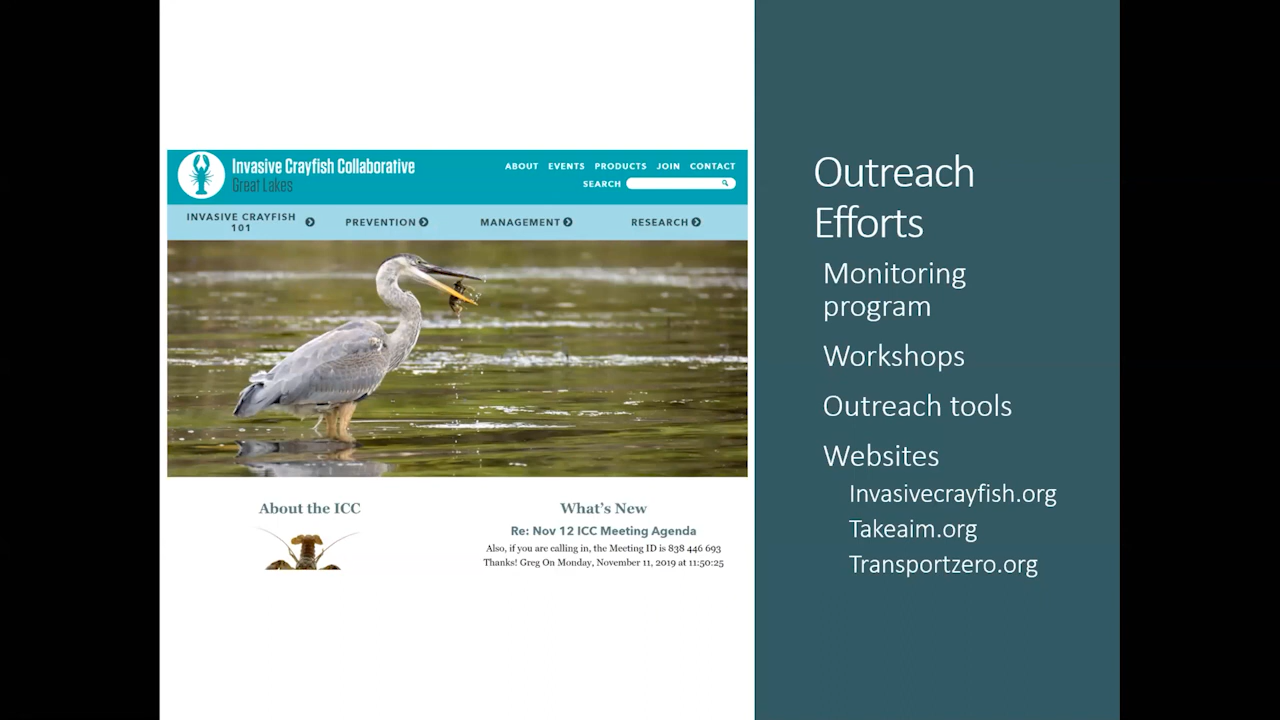 Invasive Crayfish Collaborative
Great Lakes
ABOUT EVENTS PRODUCTS JOIN CONTACT
SEARCH
INVASIVE CRAYFISH
101
PREVENTION
MANAGEMENT
RESEARCH
About the ICC
What's New
Re: Nov 12 ICC Meeting Agenda
Also, if you are calling in, the Meeting ID is 838 446 693
Thanks! Greg On Monday, November 11, 2019 at 11:50:25
Outreach
Efforts
Monitoring
program
Workshops
Outreach tools
Websites
Invasivecrayfish.org
Takeaim.org
Transportzero.org